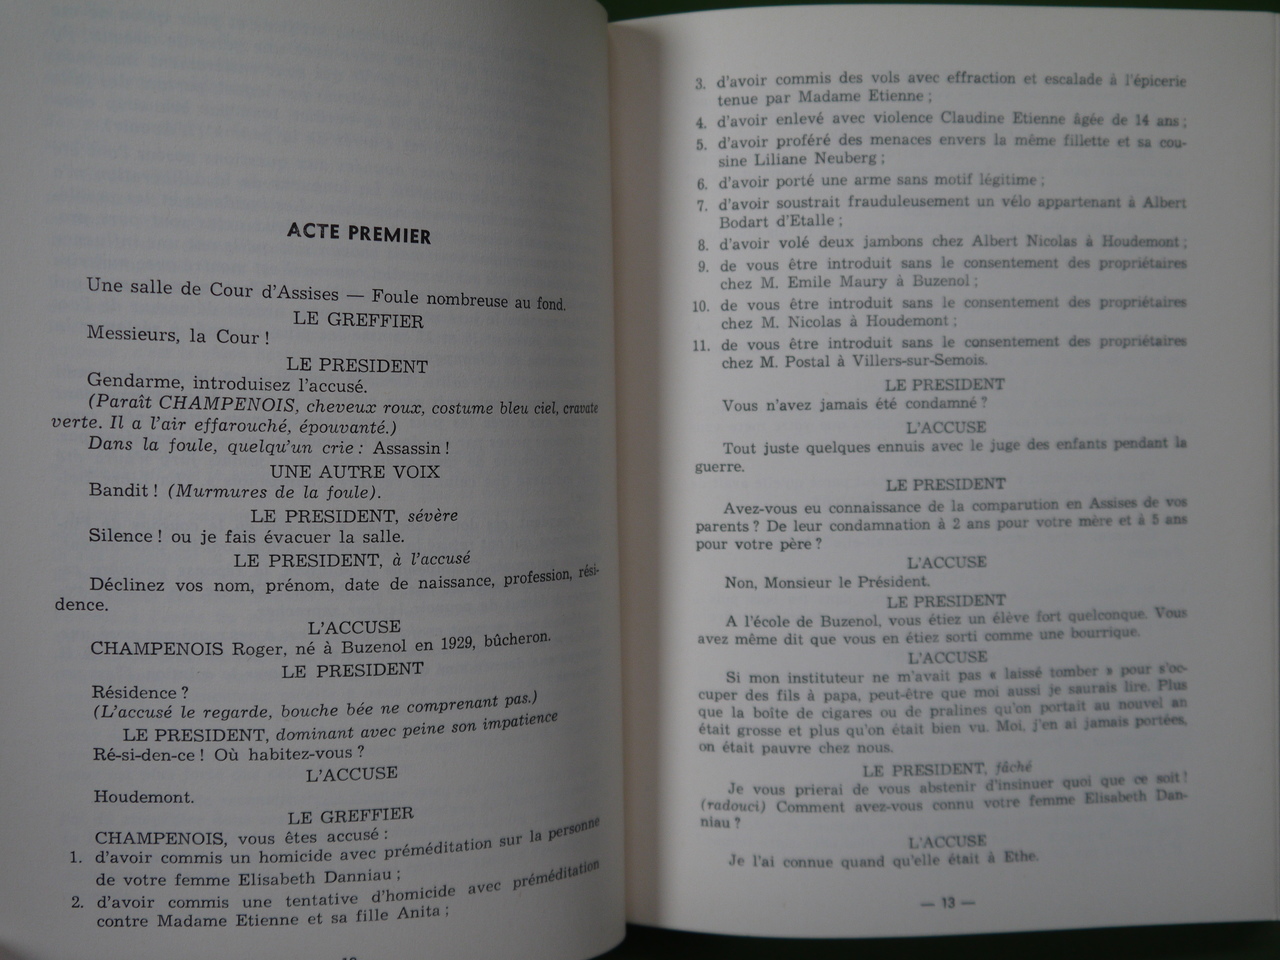 ACTE PREMIER
Une salle de Cour d'Assises — Foule nombreuse au fond.
LE GREFFIER
Messieurs, la Cour !
LE PRESIDENT
Gendarme, introduisez l'accusé.
(Paraît CHAMPENOIS, cheveux roux, costume bleu ciel, cravate
verte. Il a l'air effarouché, épouvanté.)
Dans la foule, quelqu'un crie : Assassin !
UNE AUTRE VOIX
Bandit ! (Murmures de la foule).
LE PRESIDENT, sévère
Silence ! ou je fais évacuer la salle.
LE PRESIDENT, à l'accusé
Déclinez vos nom, prénom, date de naissance, profession, rési-
dence.
L'ACCUSE
CHAMPENOIS Roger, né à Buzenol en 1929, bûcheron.
LE PRESIDENT
Résidence ?
(L'accusé le regarde, bouche bée ne comprenant pas.)
LE PRESIDENT, dominant avec peine son impatience
Ré-si-den-ce ! Où habitez-vous ?
L'ACCUSE
Houdemont.
LE GREFFIER
CHAMPENOIS, vous êtes accusé :
1. d'avoir commis un homicide avec préméditation sur la personne
de votre femme Elisabeth Danniau ;
2. d'avoir commis une tentative d'homicide avec préméditation
contre Madame Etienne et sa fille Anita ;
3. d'avoir commis des vols avec effraction et escalade à l'épicerie
tenue par Madame Etienne ;
4. d'avoir enlevé avec violence Claudine Etienne âgée de 14 ans ;
5. d'avoir proféré des menaces envers la même fillette et sa cou-
sine Liliane Neuberg ;
6. d'avoir porté une arme sans motif légitime ;
7. d'avoir soustrait frauduleusement un vélo appartenant à Albert
Bodart d'Etalle ;
8. d'avoir volé deux jambons chez Albert Nicolas à Houdemont ;
9. de vous être introduit sans le consentement des propriétaires
chez M. Emile Maury à Buzenol ;
10. de vous être introduit sans le consentement des propriétaires
chez M. Nicolas à Houdemont ;
11. de vous être introduit sans le consentement des propriétaires
chez M. Postal à Villers-sur-Semois.
LE PRESIDENT
Vous n'avez jamais été condamné ?
L'ACCUSE
Tout juste quelques ennuis avec le juge des enfants pendant la
guerre.
LE PRESIDENT
Avez-vous eu connaissance de la comparution en Assises de vos
parents ? De leur condamnation à 2 ans pour votre mère et à 5 ans
pour votre père ?
L'ACCUSE
Non, Monsieur le Président.
LE PRESIDENT
A l'école de Buzenol, vous étiez un élève fort quelconque. Vous
avez même dit que vous en étiez sorti comme une bourrique.
L'ACCUSE
Si mon instituteur ne m'avait pas « laissé tomber » pour s'oc-
cuper des fils à papa, peut-être que moi aussi je saurais lire. Plus
que la boîte de cigares ou de pralines qu'on portait au nouvel an
était grosse et plus qu'on était bien vu. Moi, j'en ai jamais portées,
on était pauvre chez nous.
LE PRESIDENT, fâché
Je vous prierai de vous abstenir d'insinuer quoi que ce soit !
(radouci) Comment avez-vous connu votre femme Elisabeth Dan-
niau ?
L'ACCUSE
Je l'ai connue quand qu'elle était à Ethe.
— 13 —